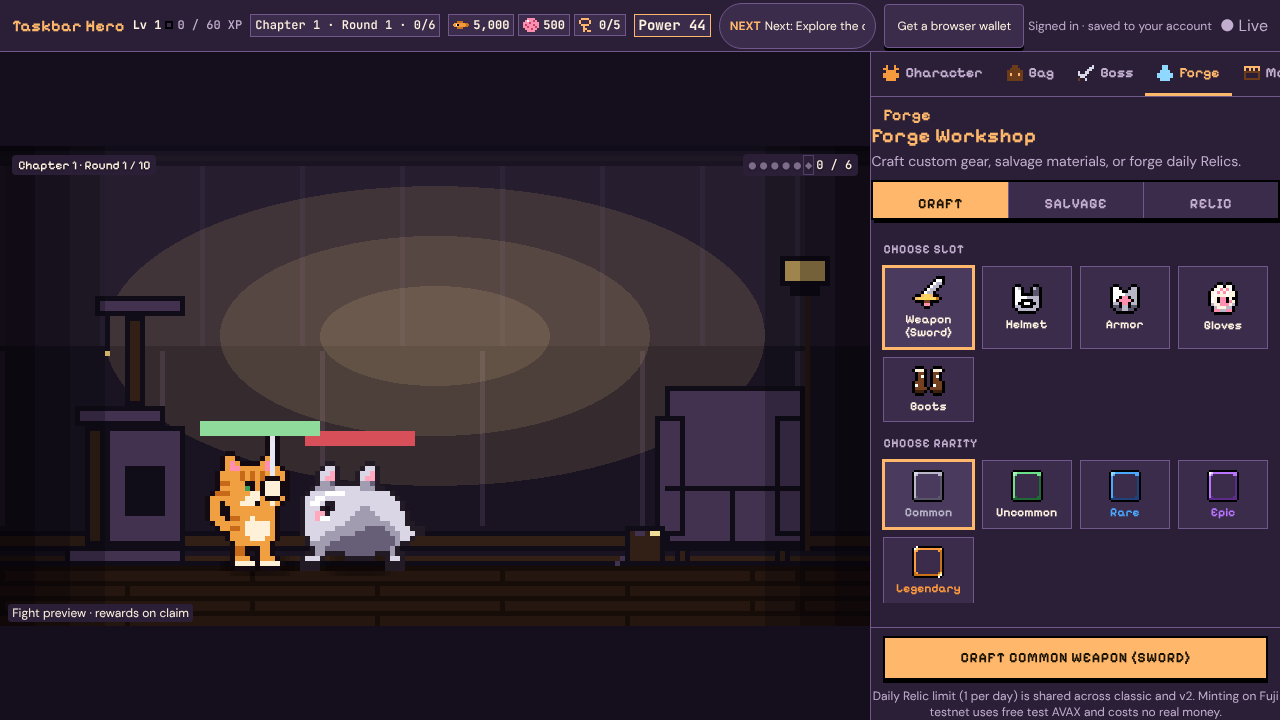 Taskbar Hero Lv 1 0 / 60 XP Chapter 1 · Round 1 · 0/6 5,000 500 0/5 Power 44 NEXT Next: Explore the Get a browser wallet Signed in · saved to your account Live
Character Bag Boss Forge
Forge
Forge Workshop
Craft custom gear, salvage materials, or forge daily Relics.
Chapter 1 · Round 1 / 10
0 / 6
CRAFT SALVAGE RELIC
CHOOSE SLOT
Weapon
(Sword)
Helmet
Armor
Gloves
Boots
CHOOSE RARITY
Common
Uncommon
Rare
Epic
Legendary
Fight preview · rewards on claim
CRAFT COMMON WEAPON (SWORD)
Daily Relic limit (1 per day) is shared across classic and v2. Minting on Fuji
testnet uses free test AVAX and costs no real money.